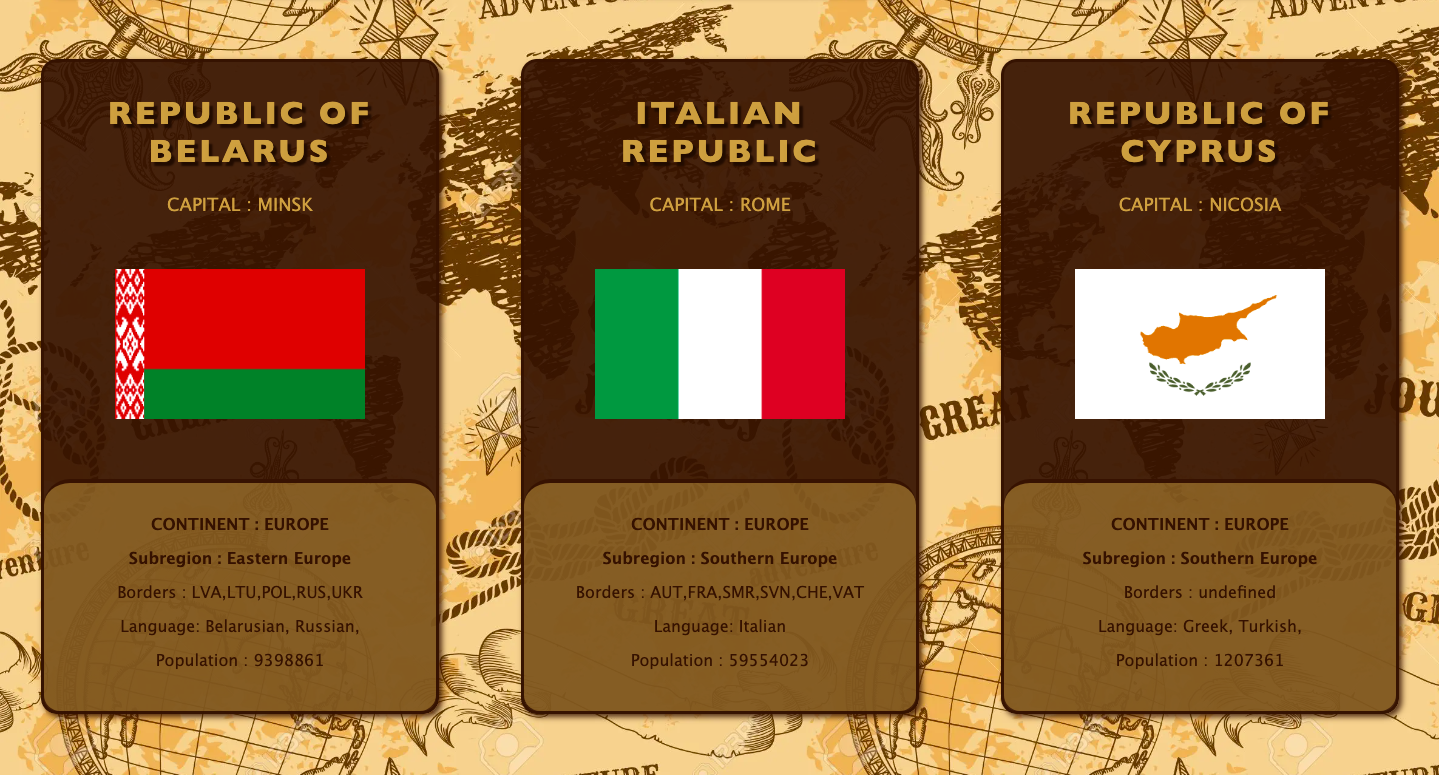 ADVENTURE
REPUBLIC OF
BELARUS
CAPITAL : MINSK
CONTINENT : EUROPE
Subregion : Eastern Europe
Borders : LVA,LTU,POL,RUS,UKR
Language: Belarusian, Russian,
Population : 9398861
ITALIAN
REPUBLIC
CAPITAL : ROME
CONTINENT : EUROPE
Subregion : Southern Europe
Borders : AUT,FRA,SMR,SVN,CHE,VAT
Language: Italian
Population : 59554023
REPUBLIC OF
CYPRUS
CAPITAL : NICOSIA
CONTINENT : EUROPE
Subregion : Southern Europe
Borders : undefined
Language: Greek, Turkish,
Population : 1207361
GREAT